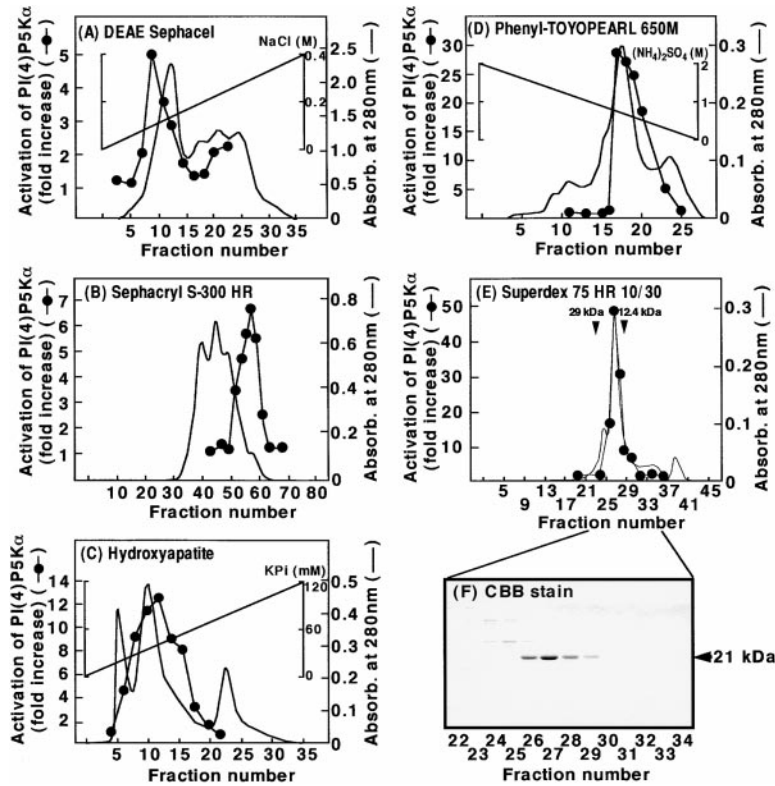 (A) DEAE Sephacel
NaCl (M)
Activation of PI(4)P5Kα
(fold increase) (—●—)
Absorb. at 280nm (—)
5
4
3
2
1
0.4
0.2
0
2.5
2.0
1.5
1.0
0.5
0
5 10 15 20 25 30 35
Fraction number
(B) Sephacryl S-300 HR
Activation of PI(4)P5Kα
(fold increase) (—●—)
Absorb. at 280nm (—)
7
6
5
4
3
2
1
0.8
0.6
0.4
0.2
0
10 20 30 40 50 60 70 80
Fraction number
(C) Hydroxyapatite
KPi (mM)
Activation of PI(4)P5Kα
(fold increase) (—●—)
Absorb. at 280nm (—)
14
12
10
8
6
4
2
120
60
0
0.5
0.4
0.3
0.2
0.1
0
5 10 15 20 25 30 35
Fraction number
(D) Phenyl-TOYOPEARL 650M
(NH4)2SO4 (M)
Activation of PI(4)P5Kα
(fold increase) (—●—)
Absorb. at 280nm (—)
30
25
20
15
10
5
2
1
0
0.3
0.2
0.1
0
5 10 15 20 25
Fraction number
(E) Superdex 75 HR 10/30
29 kDa
12.4 kDa
Activation of PI(4)P5Kα
(fold increase) (—●—)
Absorb. at 280nm (—)
50
40
30
20
10
0.3
0.2
0.1
0
5 13 21 29 37 45
9 17 25 33 41
Fraction number
(F) CBB stain
21 kDa
22 24 26 28 30 32 34
23 25 27 29 31 33
Fraction number